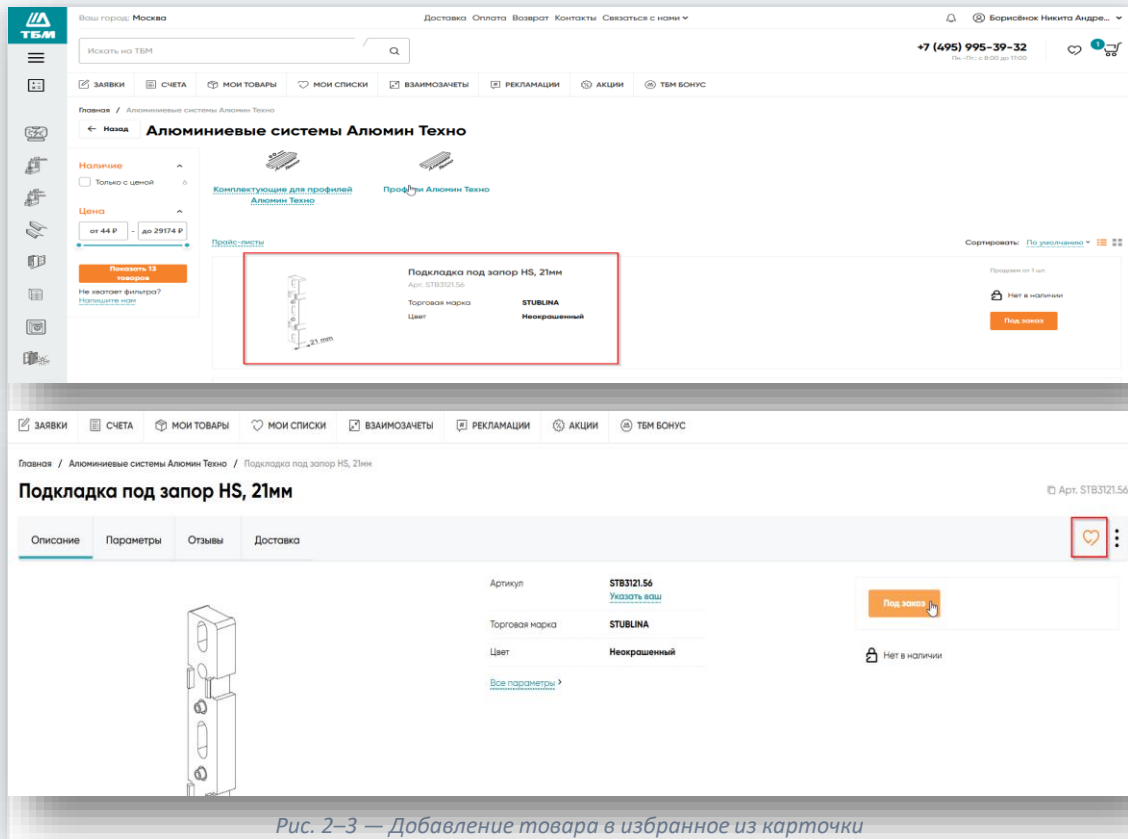 ТБМ
Ваш город: Москва
Доставка Оплата Возврат Контакты Связаться с нами
Борисёнок Никита Андре...
Искать на ТБМ
+7 (495) 995-39-32
Пн.-Пт.: с 8:00 до 17:00
1
ЗАЯВКИ СЧЕТА МОИ ТОВАРЫ МОИ СПИСКИ ВЗАИМОЗАЧЕТЫ РЕКЛАМАЦИИ АКЦИИ ТБМ БОНУС
Главная / Алюминиевые системы Алюмин Техно
← Назад Алюминиевые системы Алюмин Техно
Наличие
Только с ценой 6
Цена
от 44 ₽ - до 29174 ₽
Показать 13
товаров
Не хватает фильтра?
Напишите нам
Комплектующие для профилей
Алюмин Техно
Профили Алюмин Техно
Прайс-листы
Сортировать: По умолчанию
Подкладка под запор HS, 21мм
Арт. STB3121.56
Торговая марка STUBLINA
Цвет Неокрашенный
21 mm
Продаем от 1 шт.
Нет в наличии
Под заказ
ЗАЯВКИ СЧЕТА МОИ ТОВАРЫ МОИ СПИСКИ ВЗАИМОЗАЧЕТЫ РЕКЛАМАЦИИ АКЦИИ ТБМ БОНУС
Главная / Алюминиевые системы Алюмин Техно / Подкладка под запор HS, 21мм
Подкладка под запор HS, 21мм
Арт. STB3121.56
Описание Параметры Отзывы Доставка
Артикул STB3121.56
Указать ваш
Торговая марка STUBLINA
Цвет Неокрашенный
Все параметры >
Под заказ
Нет в наличии
Рис. 2–3 — Добавление товара в избранное из карточки